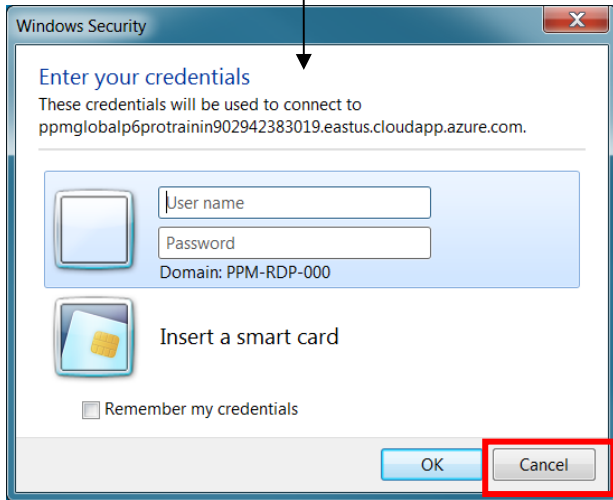 Windows Security
Enter your credentials
These credentials will be used to connect to
ppmglobalp6protrainin902942383019.eastus.cloudapp.azure.com.
User name
Password
Domain: PPM-RDP-000
Insert a smart card
Remember my credentials
OK
Cancel